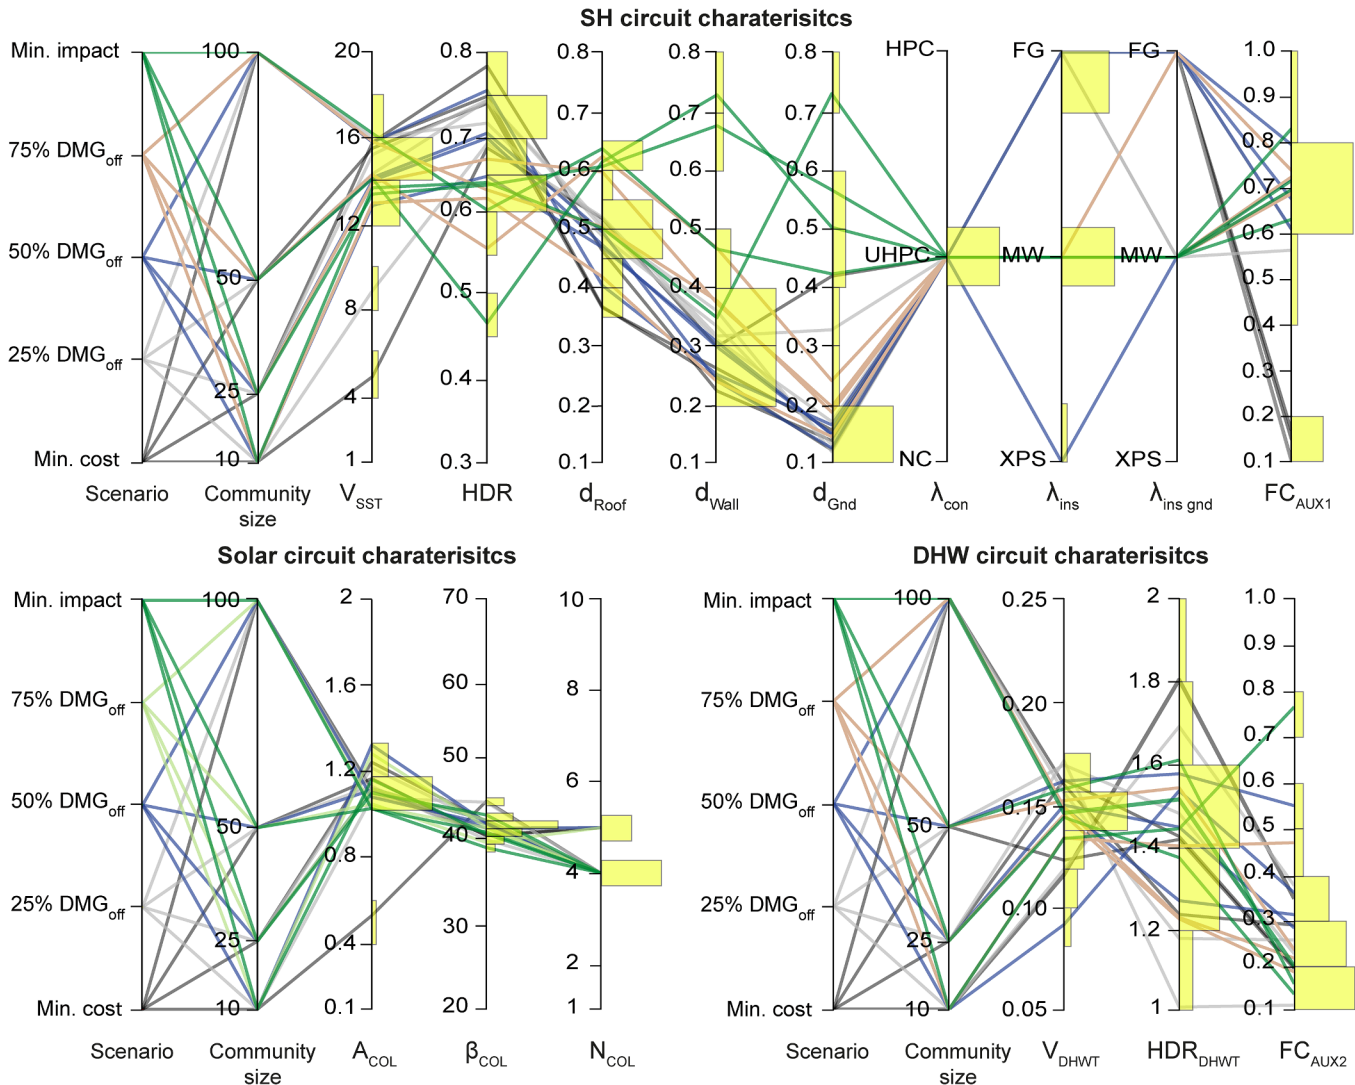 SH circuit charaterisitcs
Min. impact
75% DMGoff
50% DMGoff
25% DMGoff
Min. cost
100
50
25
10
20
16
12
8
4
1
0.8
0.7
0.6
0.5
0.4
0.3
0.8
0.7
0.6
0.5
0.4
0.3
0.2
0.1
0.8
0.7
0.6
0.5
0.4
0.3
0.2
0.1
0.8
0.7
0.6
0.5
0.4
0.3
0.2
0.1
HPC
UHPC
NC
FG
MW
XPS
FG
MW
XPS
1.0
0.9
0.8
0.7
0.6
0.5
0.4
0.3
0.2
0.1
Scenario
Community
size
VSST
HDR
dRoof
dWall
dGnd
λcon
λins
λins gnd
FCAUX1
Solar circuit charaterisitcs
Min. impact
75% DMGoff
50% DMGoff
25% DMGoff
Min. cost
100
50
25
10
2
1.6
1.2
0.8
0.4
0.1
70
60
50
40
30
20
10
8
6
4
2
1
Scenario
Community
size
ACOL
βCOL
NCOL
DHW circuit charaterisitcs
Min. impact
75% DMGoff
50% DMGoff
25% DMGoff
Min. cost
100
50
25
10
0.25
0.20
0.15
0.10
0.05
2
1.8
1.6
1.4
1.2
1
1.0
0.9
0.8
0.7
0.6
0.5
0.4
0.3
0.2
0.1
Scenario
Community
size
VDHWT
HDRDHWT
FCAUX2